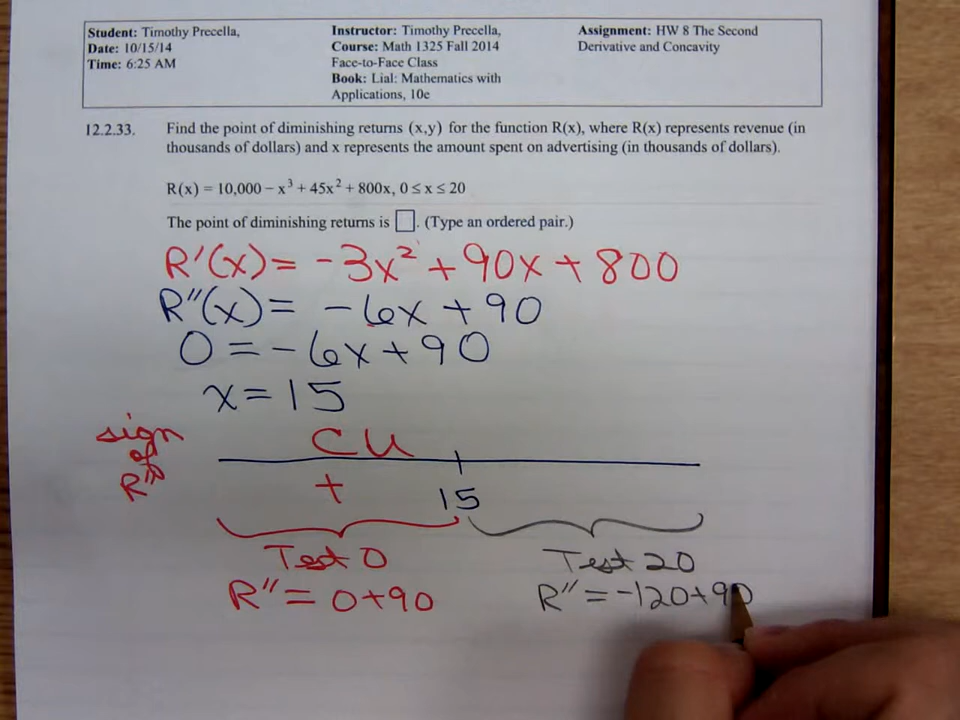 Student: Timothy Precella,
Date: 10/15/14
Time: 6:25 AM
Instructor: Timothy Precella,
Course: Math 1325 Fall 2014
Face-to-Face Class
Book: Lial: Mathematics with
Applications, 10e
Assignment: HW 8 The Second
Derivative and Concavity
12.2.33. Find the point of diminishing returns (x,y) for the function R(x), where R(x) represents revenue (in
thousands of dollars) and x represents the amount spent on advertising (in thousands of dollars).
R(x) = 10,000 − x³ + 45x² + 800x, 0 ≤ x ≤ 20
The point of diminishing returns is □. (Type an ordered pair.)
R'(x) = -3x² + 90x + 800
R''(x) = -6x + 90
0 = -6x + 90
x = 15
sign
of
R''
CU
+
15
Test 0
R'' = 0+90
Test 20
R'' = -120+90